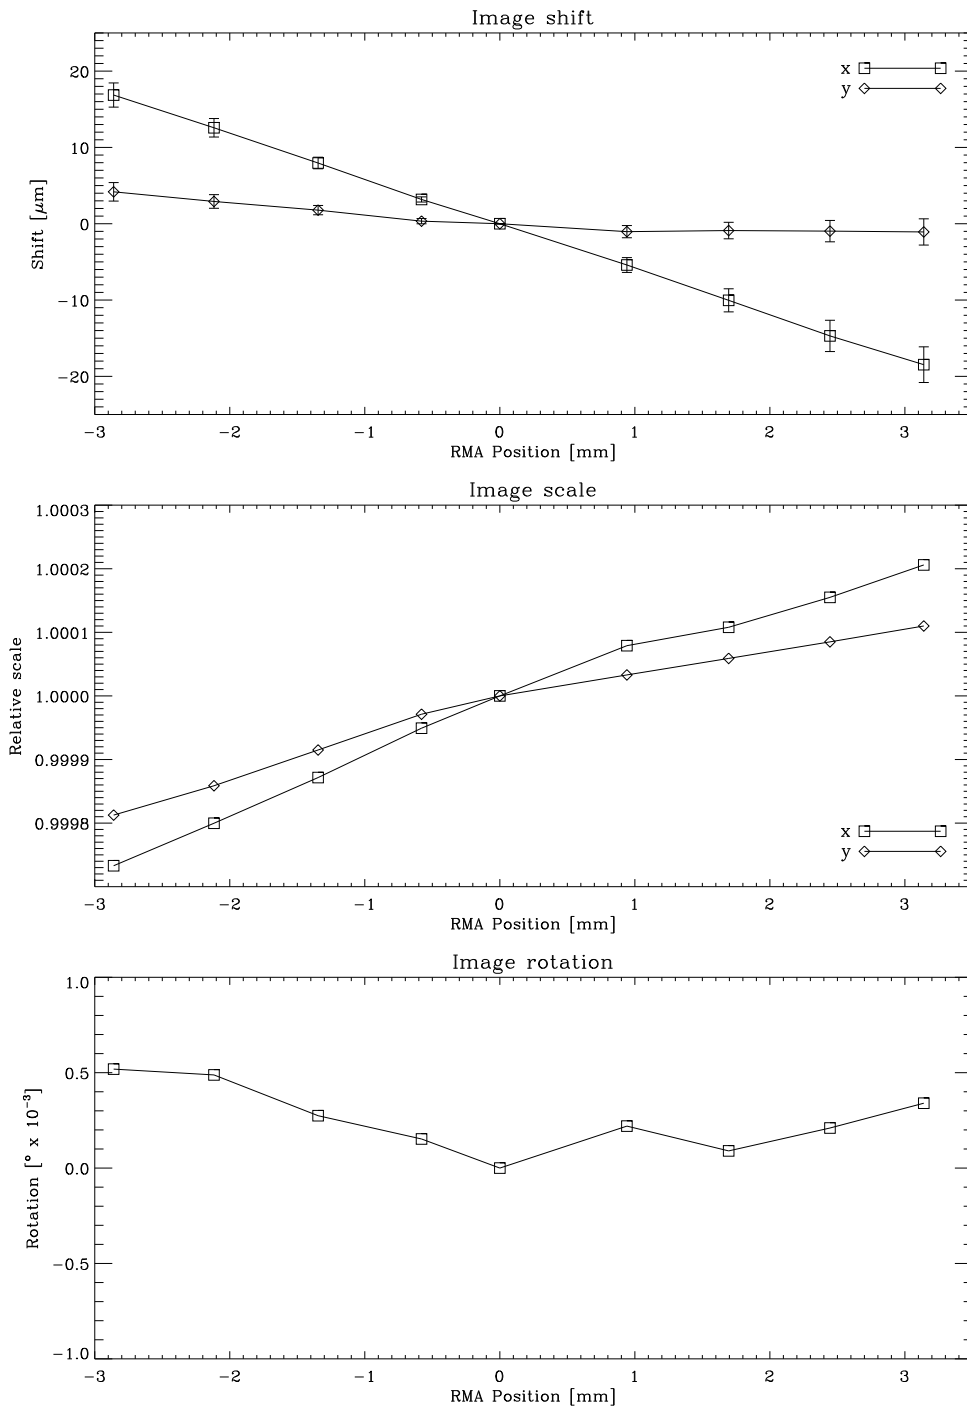 Image shift
20
10
0
−10
−20
Shift [μm]
x
y
−3 −2 −1 0 1 2 3
RMA Position [mm]
Image scale
1.0003
1.0002
1.0001
1.0000
0.9999
0.9998
Relative scale
x
y
−3 −2 −1 0 1 2 3
RMA Position [mm]
Image rotation
1.0
0.5
0.0
−0.5
−1.0
Rotation [° x 10⁻³]
−3 −2 −1 0 1 2 3
RMA Position [mm]